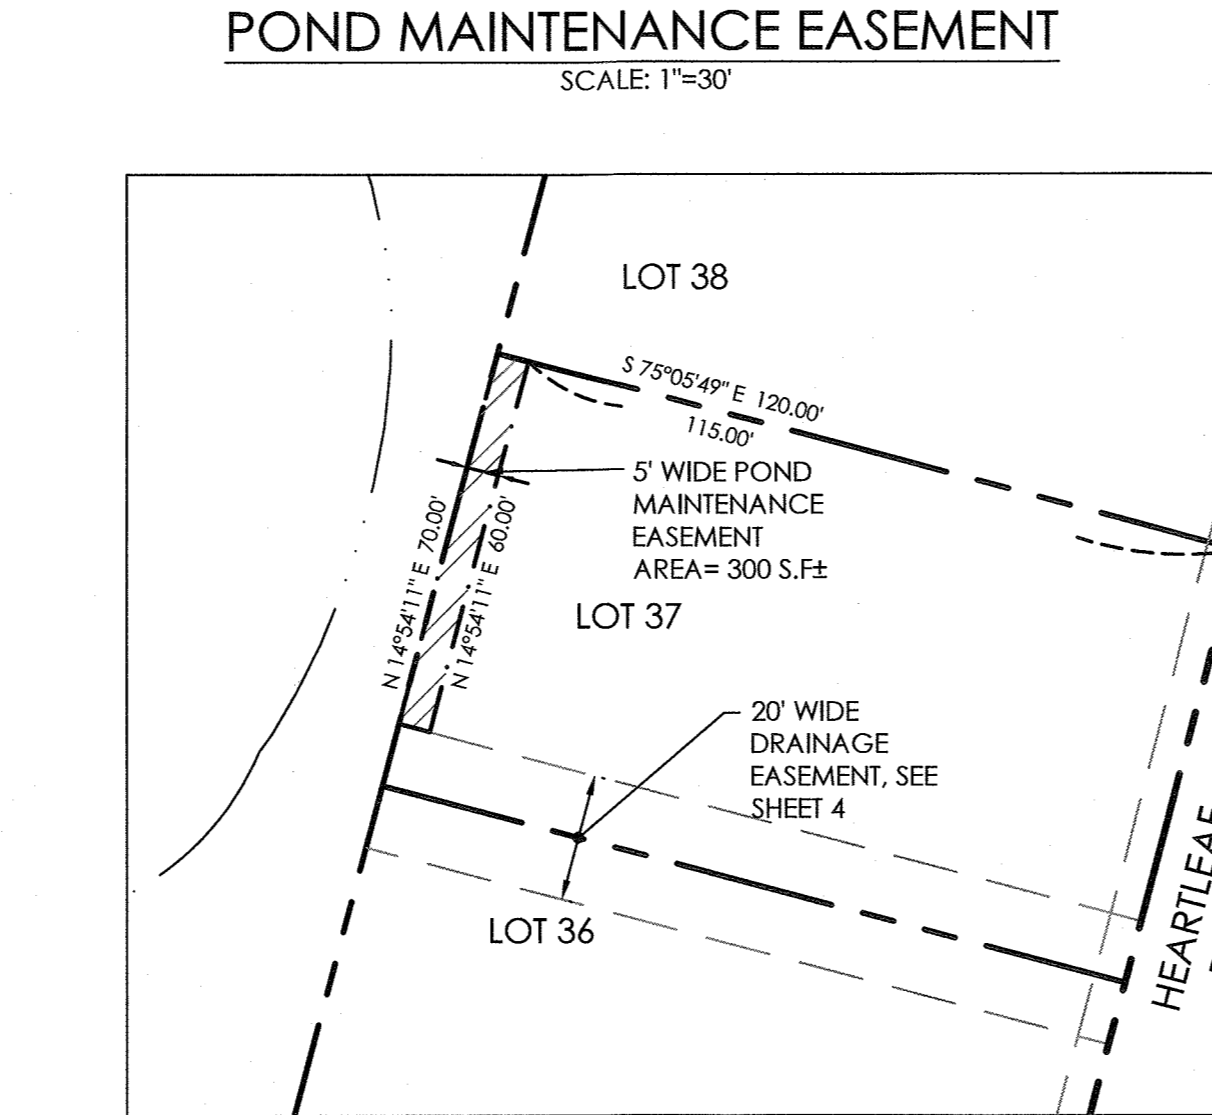 POND MAINTENANCE EASEMENT
SCALE: 1"=30'
LOT 38
S 75°05'49" E 120.00'
115.00'
5' WIDE POND
MAINTENANCE
EASEMENT
AREA= 300 S.F±
N 14°54'11" E 70.00'
N 14°54'11" E 60.00'
LOT 37
20' WIDE
DRAINAGE
EASEMENT, SEE
SHEET 4
LOT 36
HEARTLEAF